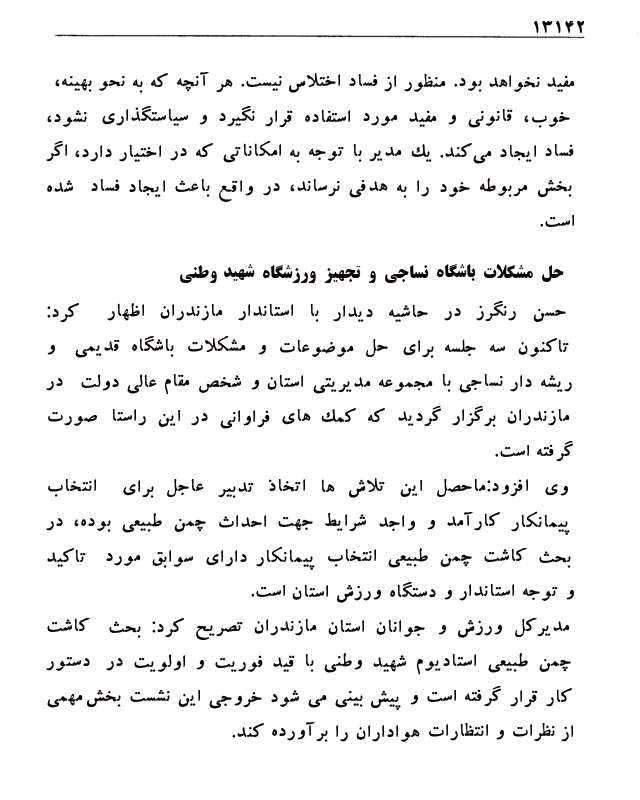 ۱۳۱۴۲
مفید نخواهد بود. منظور از فساد اختلاس نیست. هر آنچه که به نحو بهینه،
خوب، قانونی و مفید مورد استفاده قرار نگیرد و سیاستگذاری نشود،
فساد ایجاد می‌کند. یك مدیر با توجه به امکاناتی که در اختیار دارد، اگر
بخش مربوطه خود را به هدفی نرساند، در واقع باعث ایجاد فساد شده
است.
حل مشکلات باشگاه نساجی و تجهیز ورزشگاه شهید وطنی
حسن رنگرز در حاشیه دیدار با استاندار مازندران اظهار کرد:
تاکنون سه جلسه برای حل موضوعات و مشکلات باشگاه قدیمی و
ریشه دار نساجی با مجموعه مدیریتی استان و شخص مقام عالی دولت در
مازندران برگزار گردید که کمك های فراوانی در این راستا صورت
گرفته است.
وی افزود:ماحصل این تلاش ها اتخاذ تدبیر عاجل برای انتخاب
پیمانکار کارآمد و واجد شرایط جهت احداث چمن طبیعی بوده، در
بحث کاشت چمن طبیعی انتخاب پیمانکار دارای سوابق مورد تاکید
و توجه استاندار و دستگاه ورزش استان است.
مدیرکل ورزش و جوانان استان مازندران تصریح کرد: بحث کاشت
چمن طبیعی استادیوم شهید وطنی با قید فوریت و اولویت در دستور
کار قرار گرفته است و پیش بینی می شود خروجی این نشست بخش مهمی
از نظرات و انتظارات هواداران را برآورده کند.